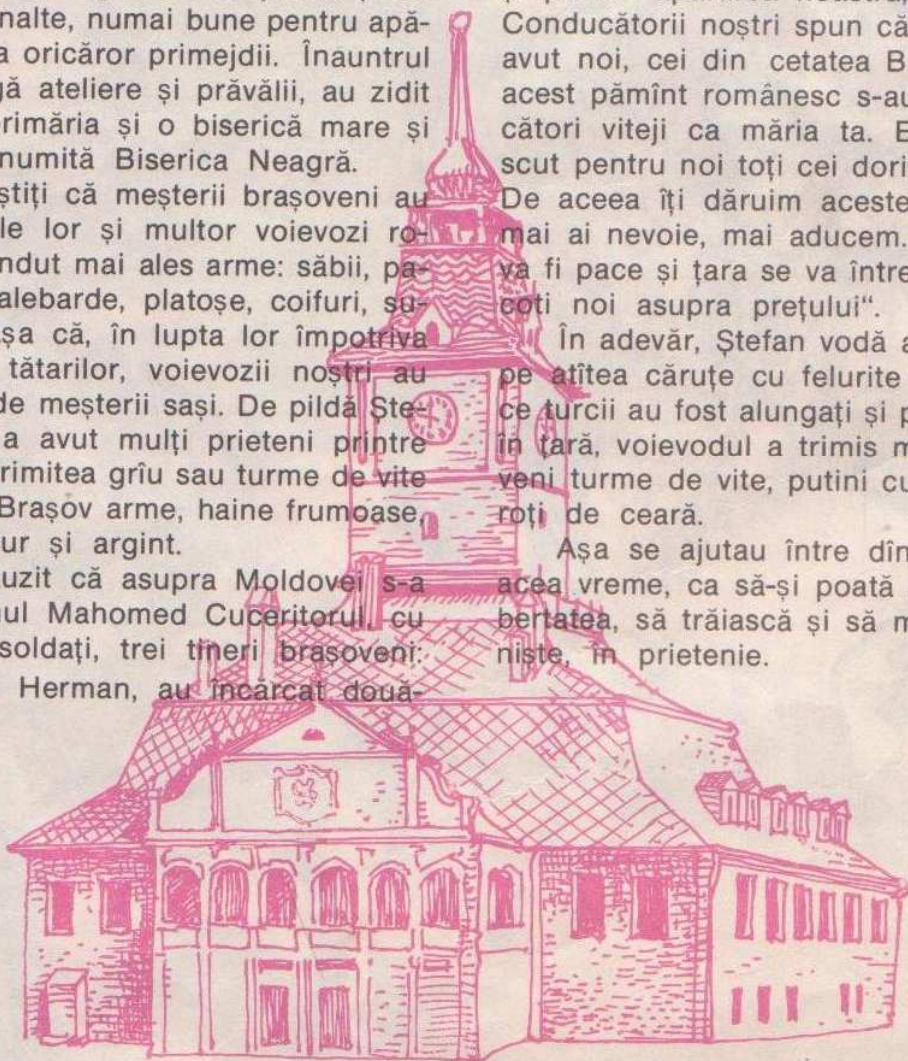 nalte, numai bune pentru apă-
a oricăror primejdii. Înauntrul
gă ateliere și prăvălii, au zidit
rimăria și o biserică mare și
numită Biserica Neagră.
știți că meșterii brașoveni au
le lor și multor voievozi ro-
ndut mai ales arme: săbii, pa-
alebarde, platoșe, coifuri, su-
șa că, în lupta lor împotriva
tătarilor, voievozii noștri au
de meșterii sași. De pildă Ște-
a avut mulți prieteni printre
rimitea grîu sau turme de vite
Brașov arme, haine frumoase,
ur și argint.
uzit că asupra Moldovei s-a
nul Mahomed Cuceritorul, cu
soldați, trei tineri brașoveni:
Herman, au încărcat două-
Conducătorii noștri spun că
avut noi, cei din cetatea B
acest pămînt românesc s-au
cători viteji ca măria ta. E
scut pentru noi toți cei dori
De aceea îți dăruim aceste
mai ai nevoie, mai aducem.
va fi pace și țara se va între
coti noi asupra prețului“.
În adevăr, Ștefan vodă a
pe atîtea căruțe cu felurite
ce turcii au fost alungați și p
în țară, voievodul a trimis m
veni turme de vite, putini cu
roți de ceară.
Așa se ajutau între dîn
acea vreme, ca să-și poată
bertatea, să trăiască și să m
niște, în prietenie.